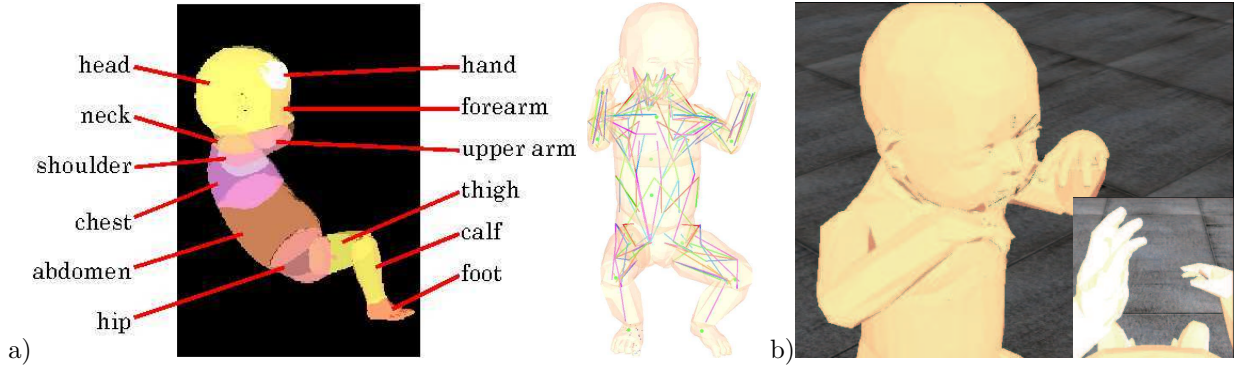 head
neck
shoulder
chest
abdomen
hip
hand
forearm
upper arm
thigh
calf
foot
a)
b)